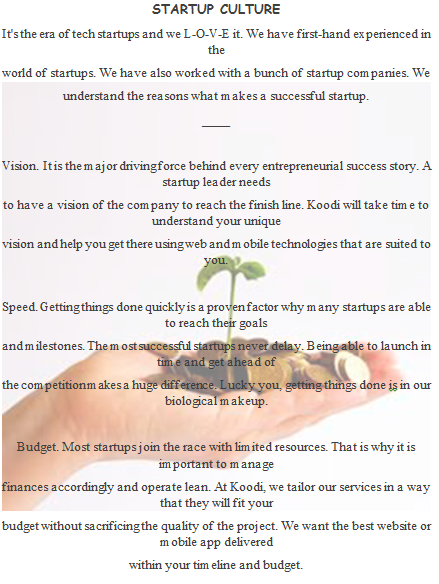 STARTUP CULTURE
It's the era of tech startups and we L-O-V-E it. We have first-hand experienced in
the
world of startups. We have also worked with a bunch of startup companies. We
understand the reasons what makes a successful startup.
Vision. It is the major driving force behind every entrepreneurial success story. A
startup leader needs
to have a vision of the company to reach the finish line. Koodi will take time to
understand your unique
vision and help you get there using web and mobile technologies that are suited to
you.
Speed. Getting things done quickly is a proven factor why many startups are able
to reach their goals
and milestones. The most successful startups never delay. Being able to launch in
time and get ahead of
the competition makes a huge difference. Lucky you, getting things done is in our
biological makeup.
Budget. Most startups join the race with limited resources. That is why it is
important to manage
finances accordingly and operate lean. At Koodi, we tailor our services in a way
that they will fit your
budget without sacrificing the quality of the project. We want the best website or
mobile app delivered
within your timeline and budget.